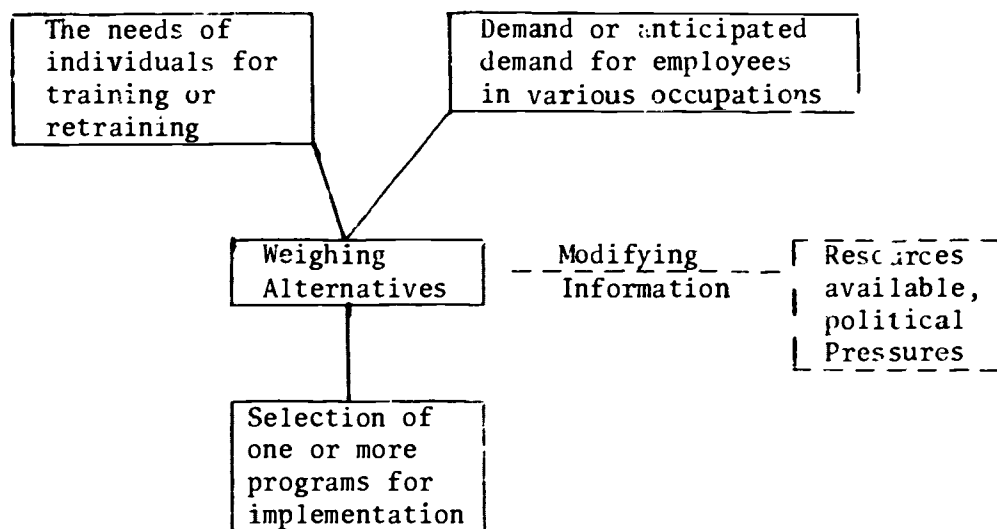 The needs of
individuals for
training or
retraining
Demand or anticipated
demand for employees
in various occupations
Weighing
Alternatives
Modifying
Information
Resources
available,
political
Pressures
Selection of
one or more
programs for
implementation